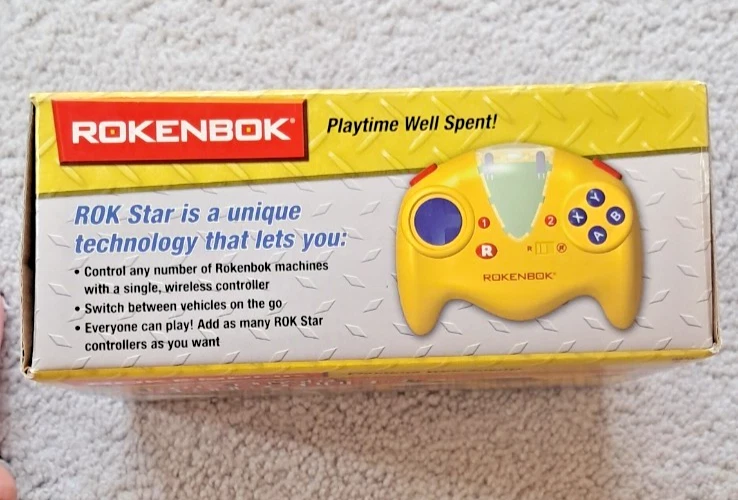 ROKENBOK®
Playtime Well Spent!
ROK Star is a unique
technology that lets you:
• Control any number of Rokenbok machines
with a single, wireless controller
• Switch between vehicles on the go
• Everyone can play! Add as many ROK Star
controllers as you want
1 2
R R
X Y A B
ROKENBOK®